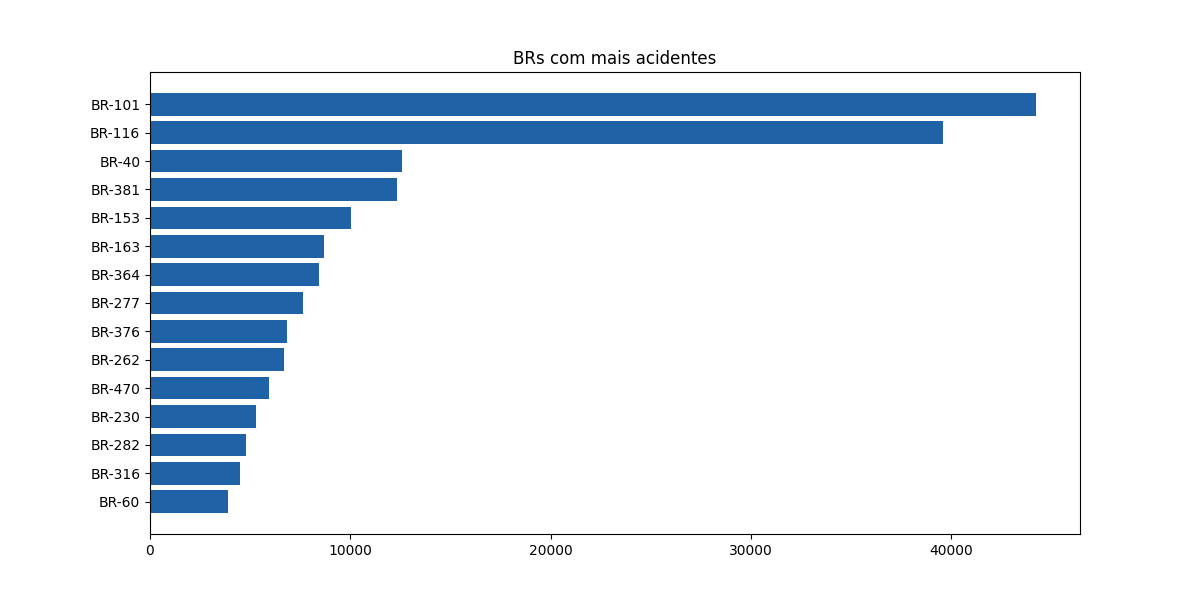 BRs com mais acidentes
BR-101
BR-116
BR-40
BR-381
BR-153
BR-163
BR-364
BR-277
BR-376
BR-262
BR-470
BR-230
BR-282
BR-316
BR-60
0 10000 20000 30000 40000